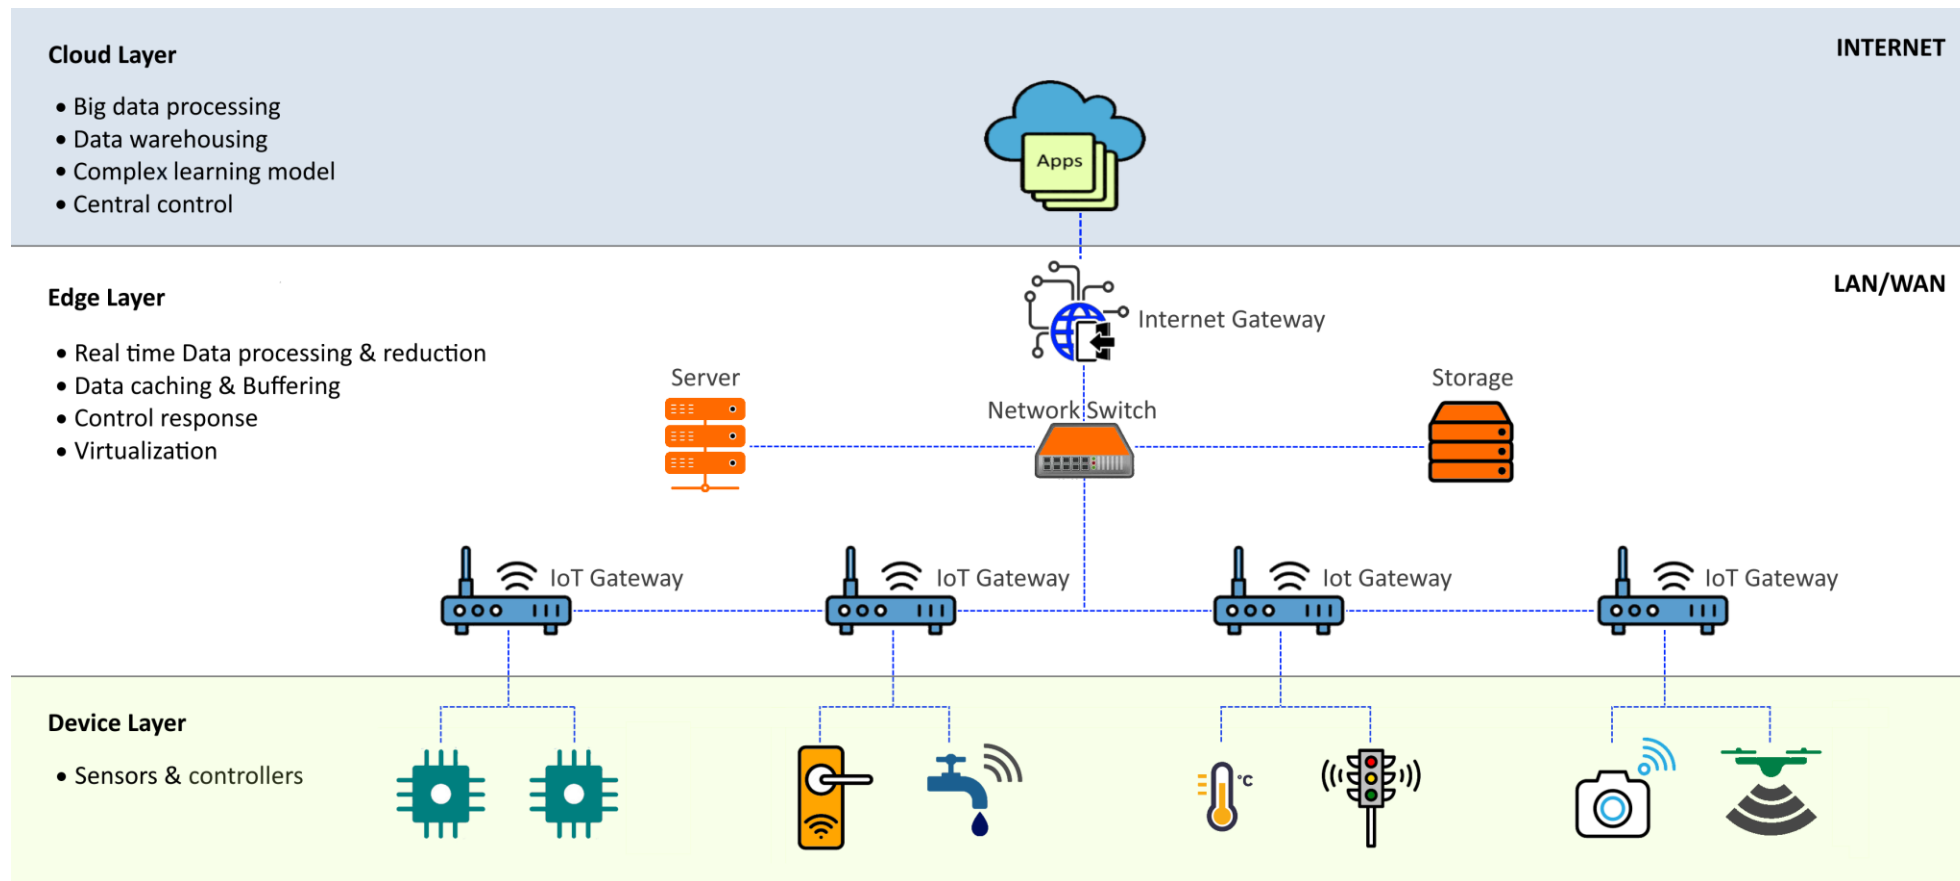 Cloud Layer
INTERNET
• Big data processing
• Data warehousing
• Complex learning model
• Central control
Apps
Edge Layer
LAN/WAN
Internet Gateway
• Real time Data processing & reduction
• Data caching & Buffering
• Control response
• Virtualization
Server
Storage
Network Switch
IoT Gateway
IoT Gateway
Iot Gateway
IoT Gateway
Device Layer
• Sensors & controllers
°C